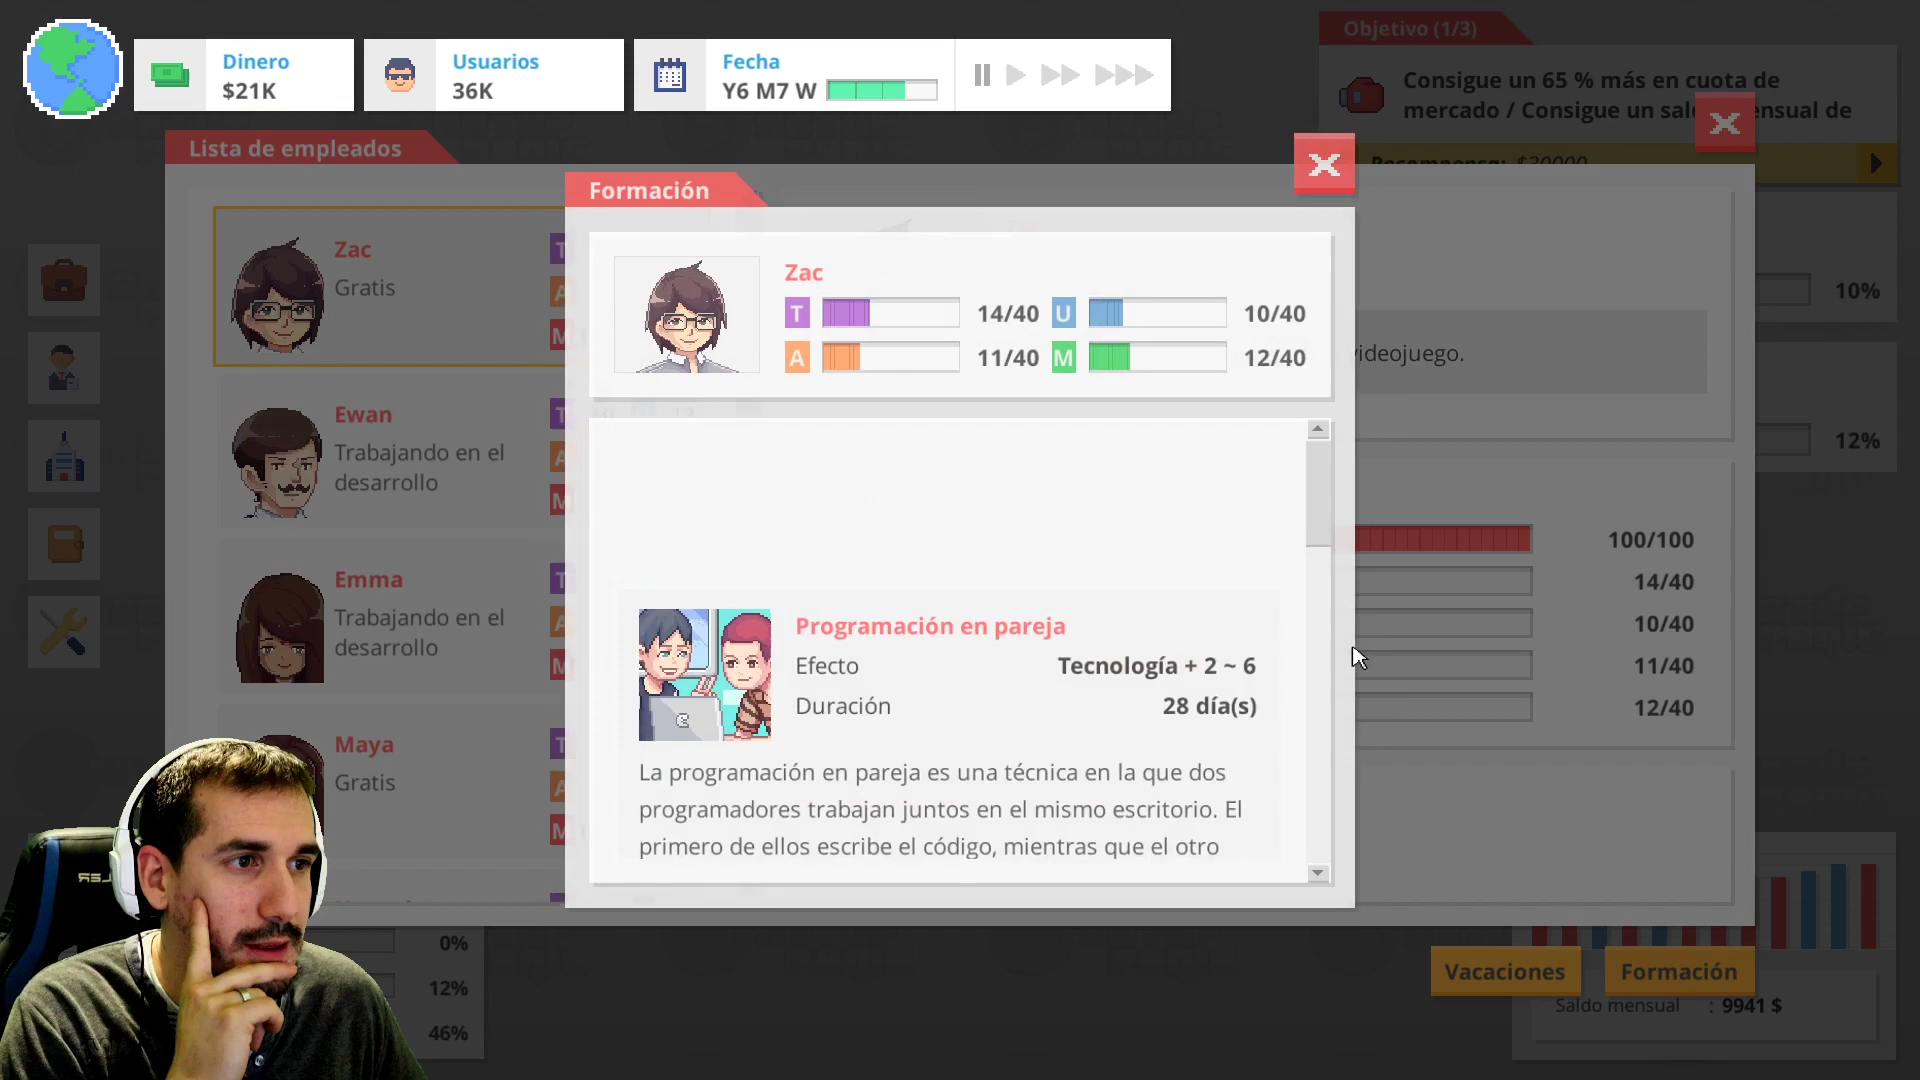 Dinero
$21K
Usuarios
36K
Fecha
Y6 M7 W
Objetivo (1/3)
Consigue un 65 % más en cuota de
mercado / Consigue un saldo mensual de
Recompensa: $30000
Lista de empleados
Zac
Gratis
T
A
M
Ewan
Trabajando en el
desarrollo
T
A
M
Emma
Trabajando en el
desarrollo
T
A
M
Maya
Gratis
T
A
M
Formación
Zac
T 14/40 U 10/40
A 11/40 M 12/40
Programación en pareja
Efecto Tecnología + 2 ~ 6
Duración 28 día(s)
La programación en pareja es una técnica en la que dos
programadores trabajan juntos en el mismo escritorio. El
primero de ellos escribe el código, mientras que el otro
videojuego.
100/100
14/40
10/40
11/40
12/40
10%
12%
0%
12%
46%
Vacaciones
Formación
Saldo mensual : 9941 $